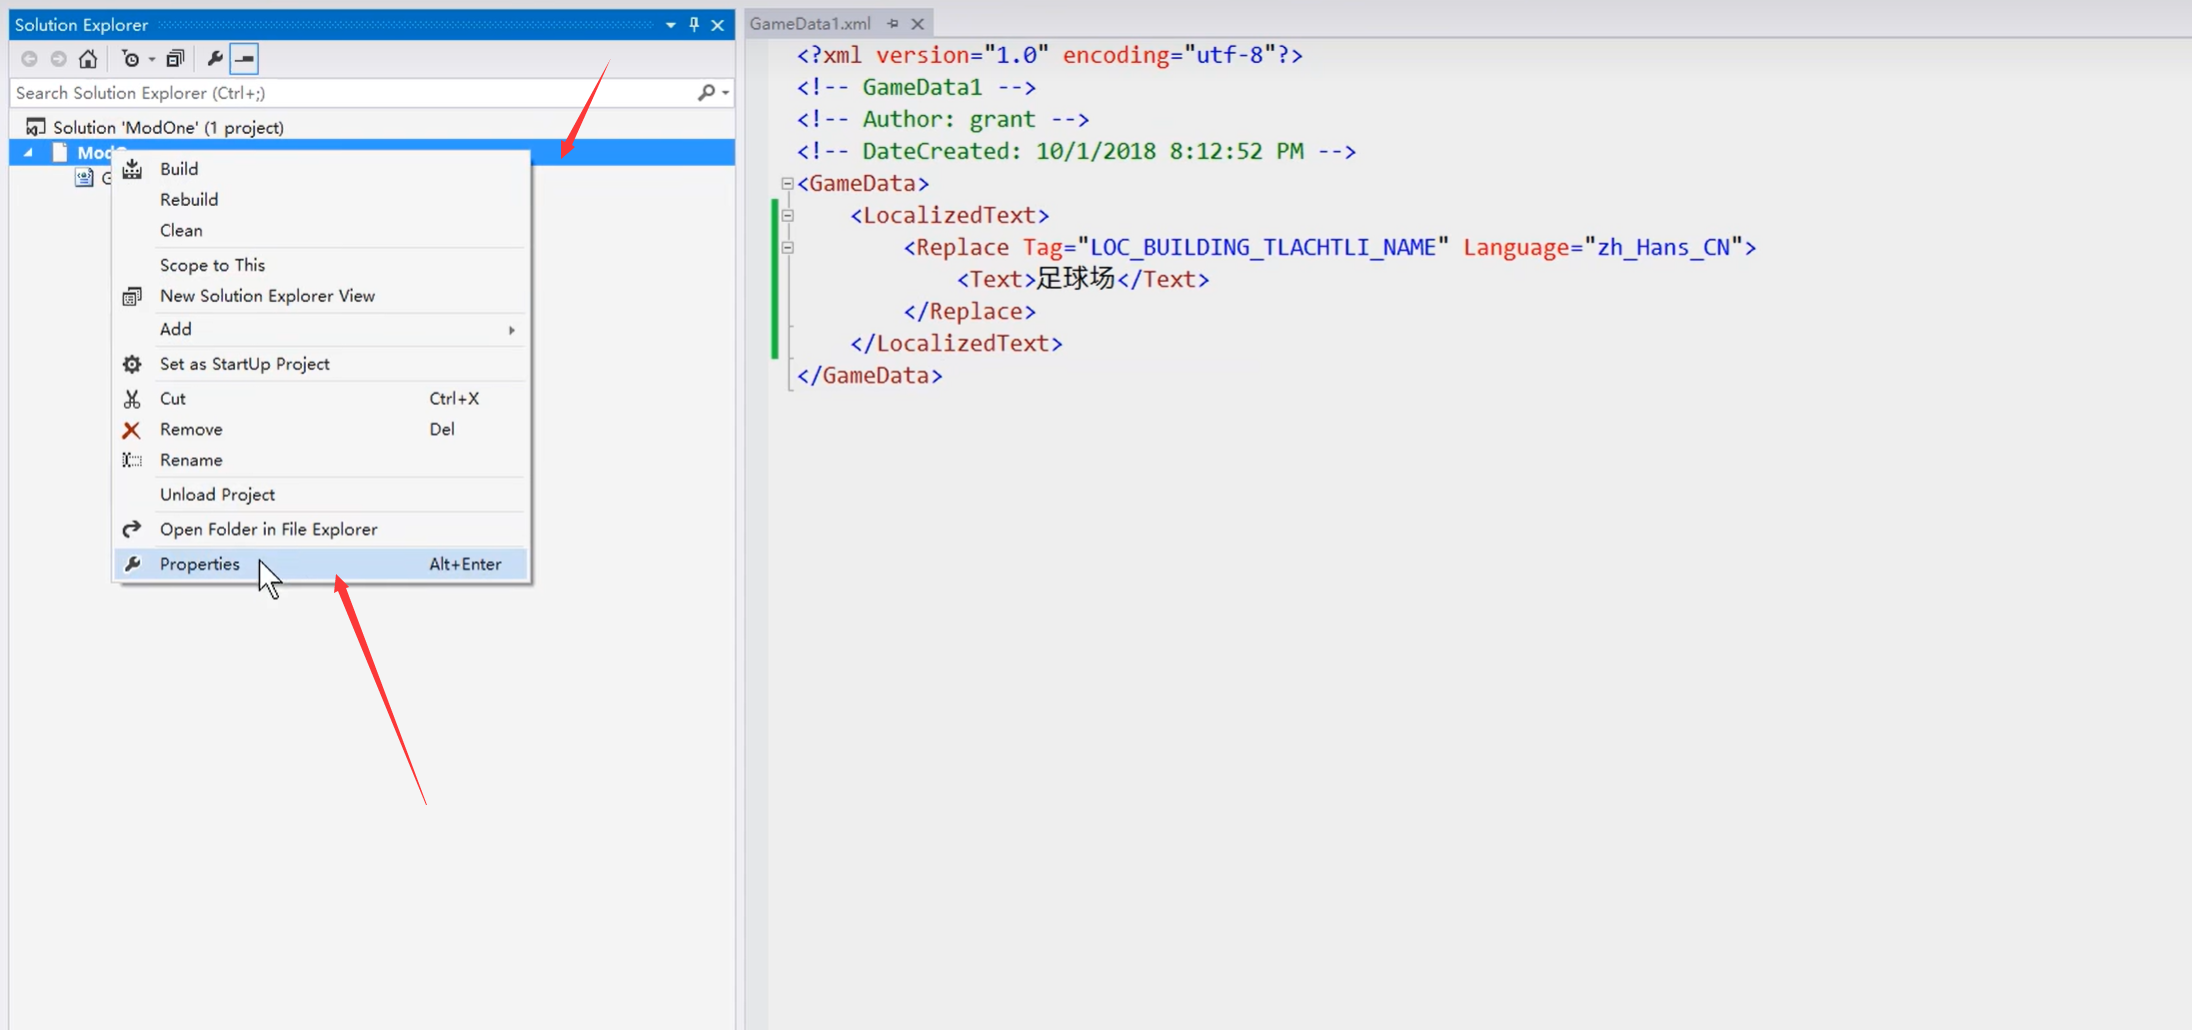 Solution Explorer
Search Solution Explorer (Ctrl+;)
Solution 'ModOne' (1 project)
Build
Rebuild
Clean
Scope to This
New Solution Explorer View
Add
Set as StartUp Project
Cut Ctrl+X
Remove Del
Rename
Unload Project
Open Folder in File Explorer
Properties Alt+Enter
GameData1.xml
<?xml version="1.0" encoding="utf-8"?>
<!-- GameData1 -->
<!-- Author: grant -->
<!-- DateCreated: 10/1/2018 8:12:52 PM -->
<GameData>
<LocalizedText>
<Replace Tag="LOC_BUILDING_TLACHTLI_NAME" Language="zh_Hans_CN">
<Text>足球场</Text>
</Replace>
</LocalizedText>
</GameData>